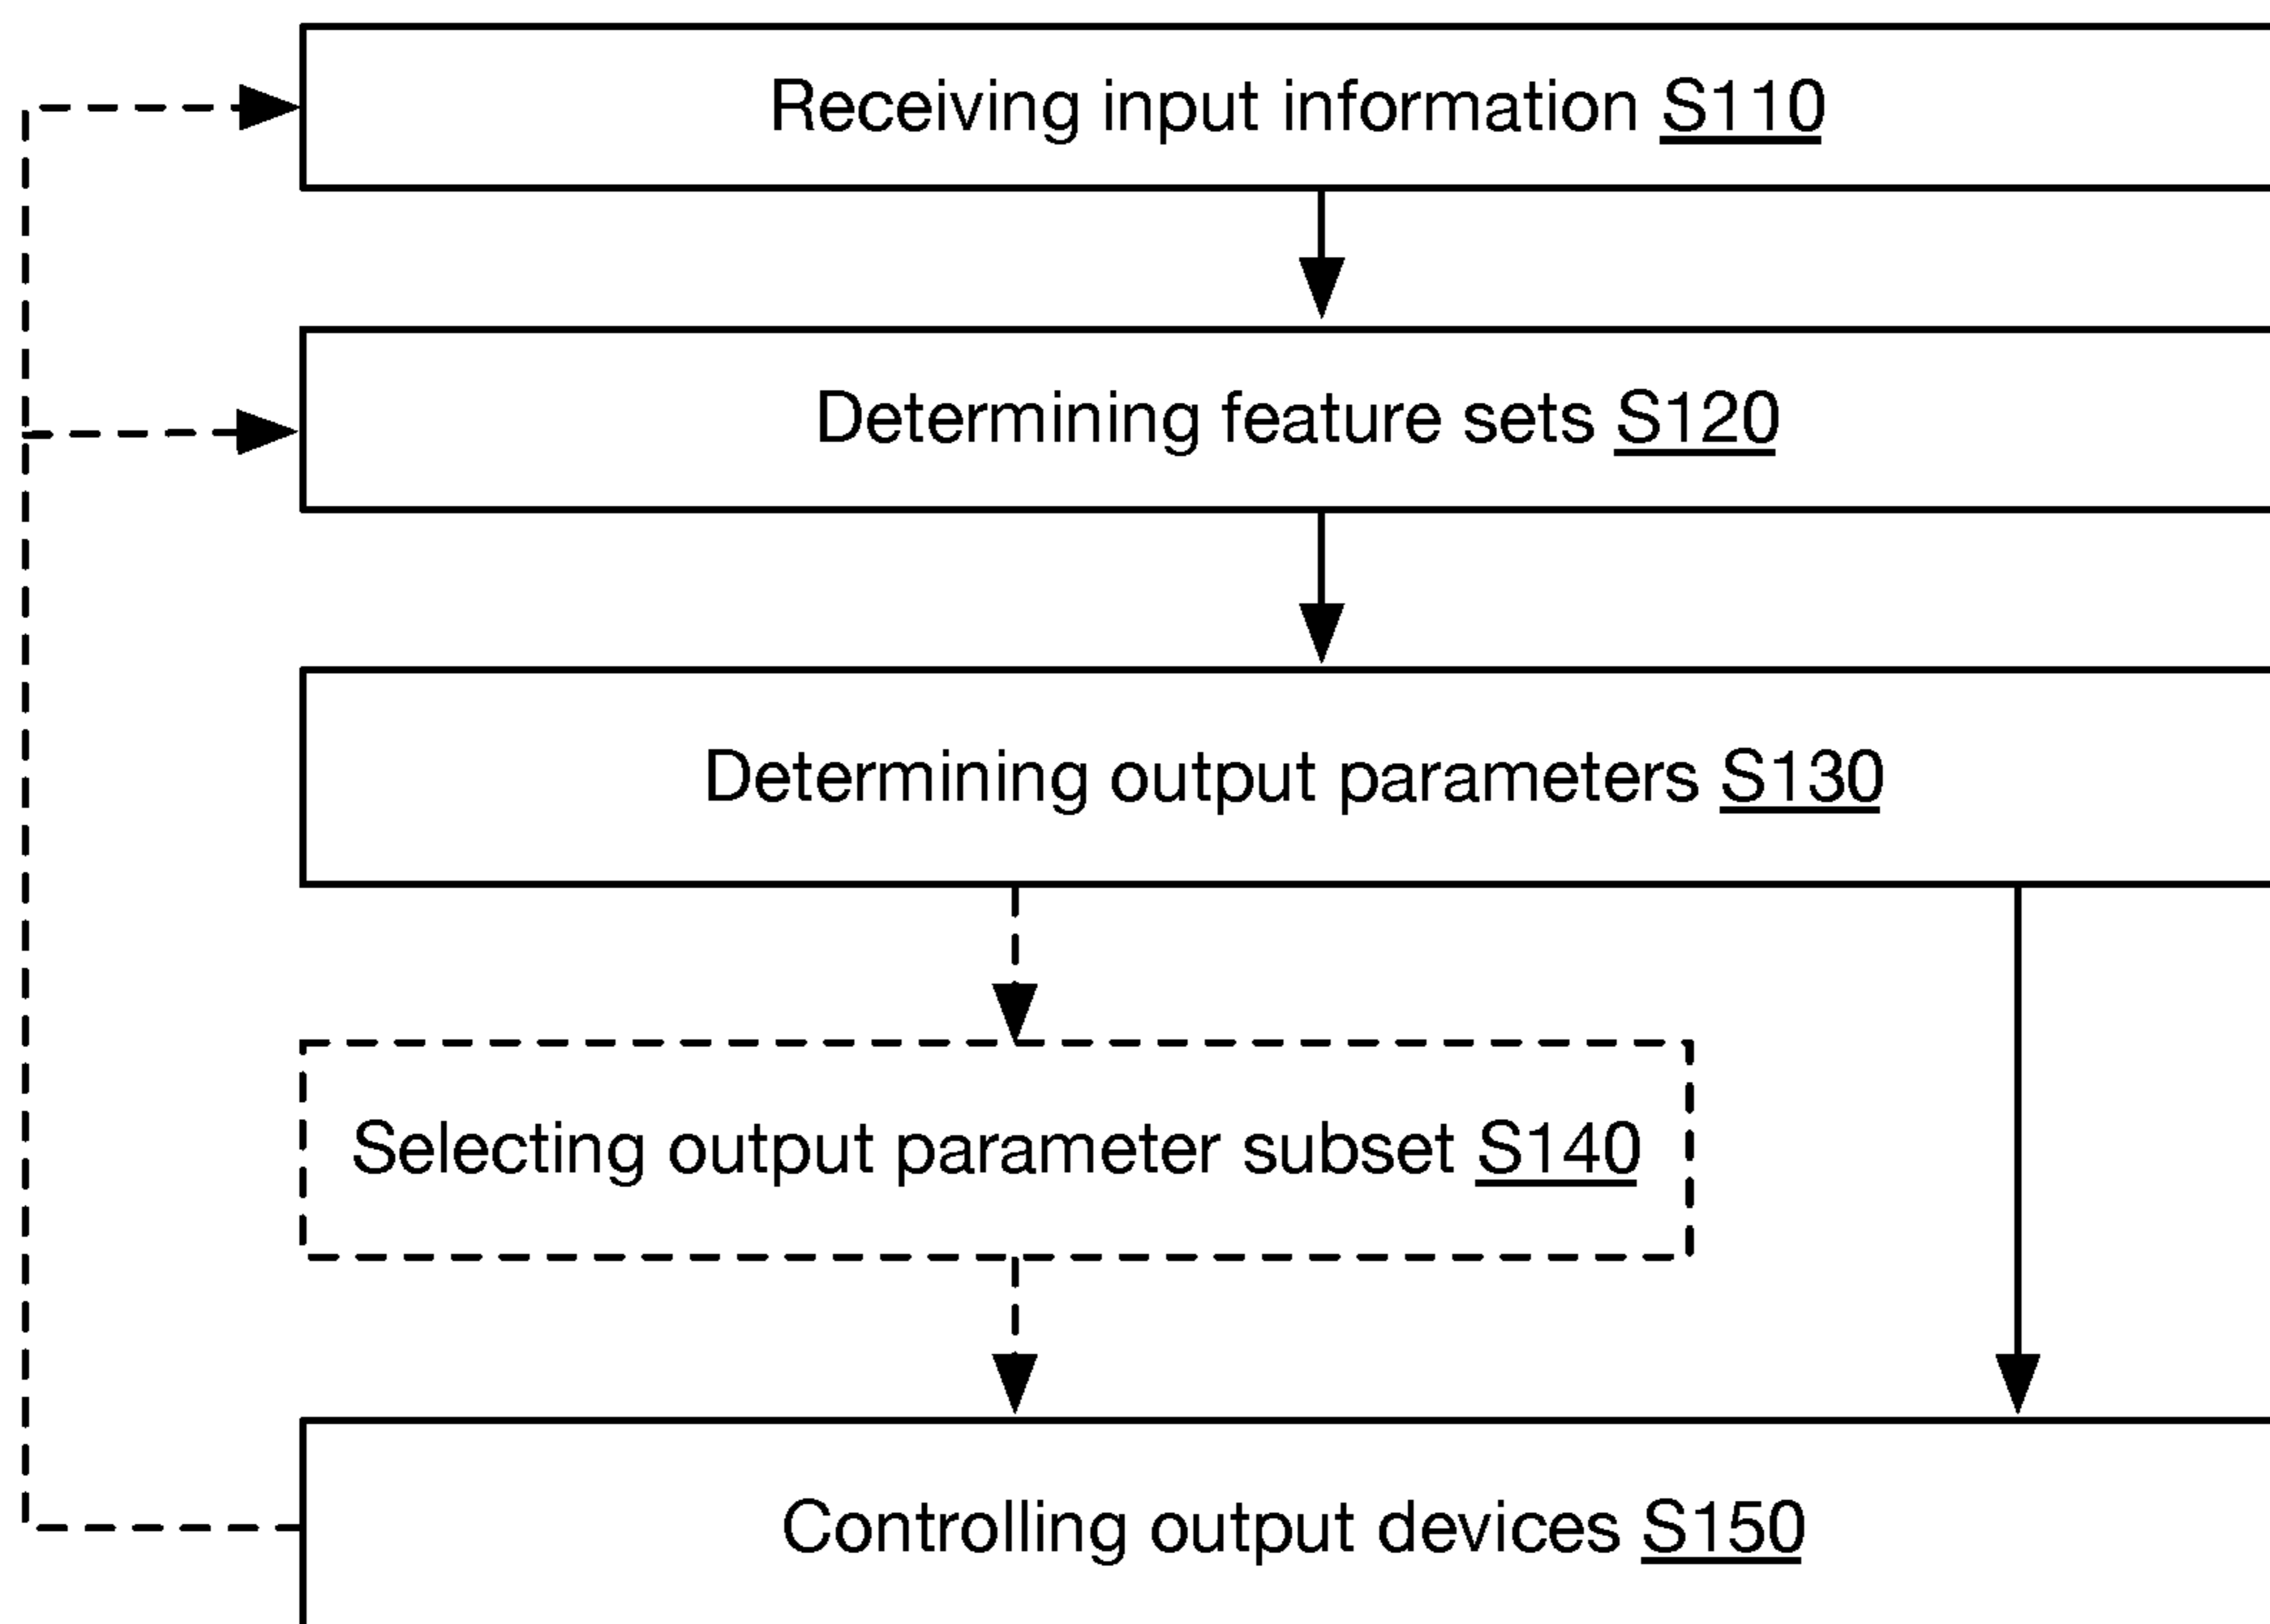 Receiving input information S110
Determining feature sets S120
Determining output parameters S130
Selecting output parameter subset S140
Controlling output devices S150